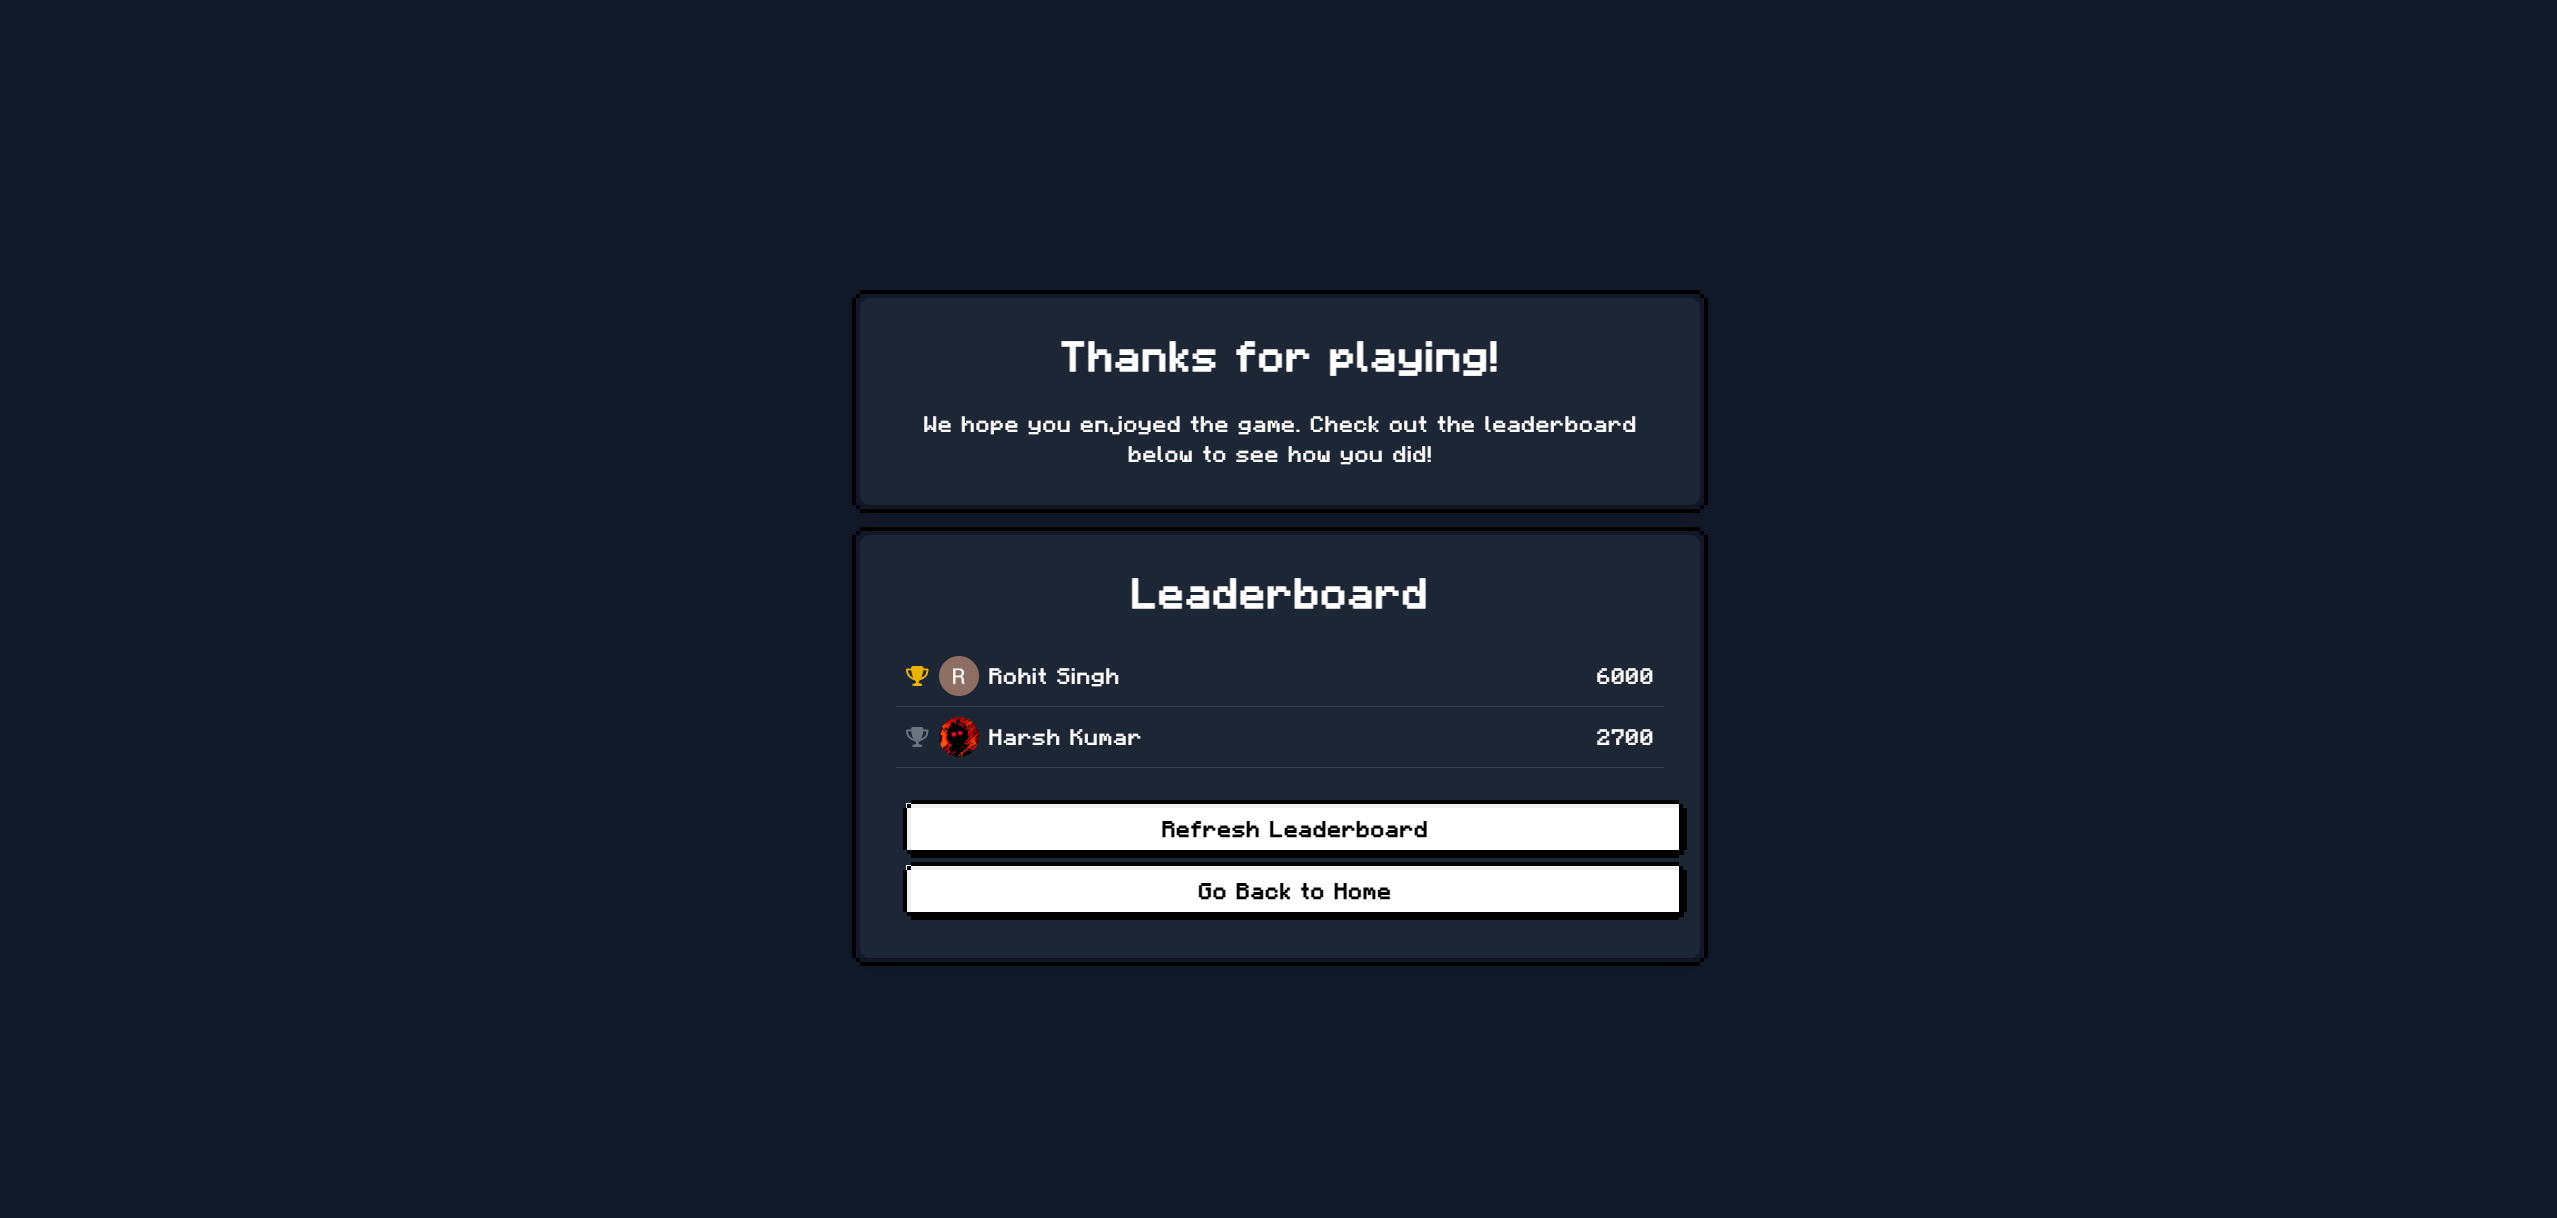 Thanks for playing!
We hope you enjoyed the game. Check out the leaderboard
below to see how you did!
Leaderboard
R Rohit Singh 6000
Harsh Kumar 2700
Refresh Leaderboard
Go Back to Home